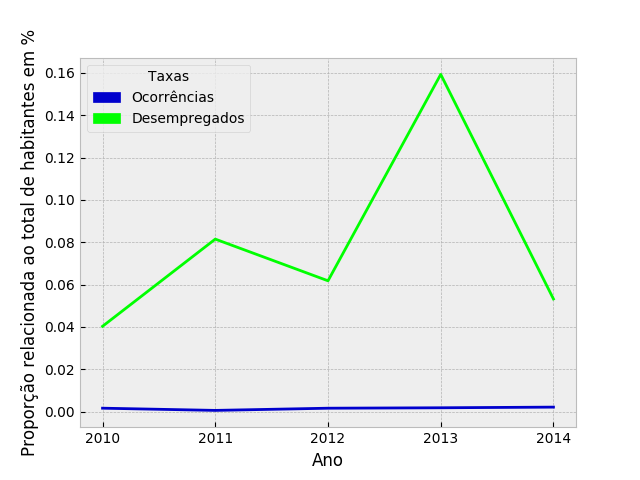 Proporção relacionada ao total de habitantes em %
0.16
0.14
0.12
0.10
0.08
0.06
0.04
0.02
0.00
Taxas
Ocorrências
Desempregados
2010 2011 2012 2013 2014
Ano